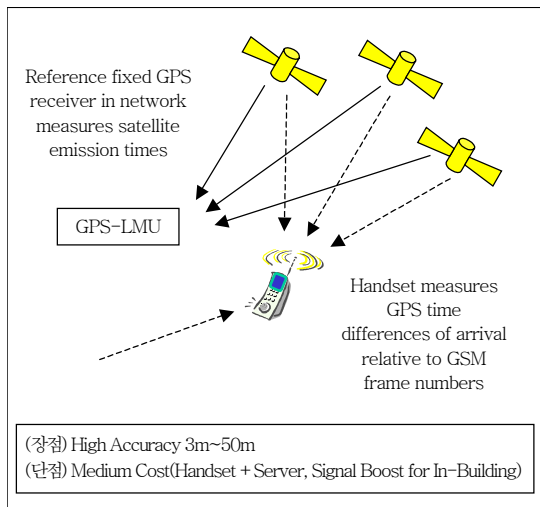 Reference fixed GPS
receiver in network
measures satellite
emission times
GPS-LMU
Handset measures
GPS time
differences of arrival
relative to GSM
frame numbers
(장점) High Accuracy 3m~50m
(단점) Medium Cost(Handset + Server, Signal Boost for In-Building)